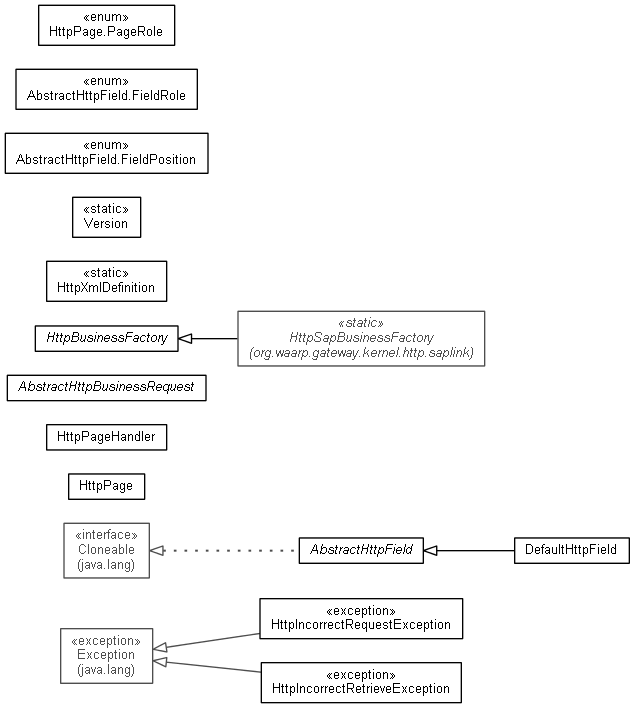 «enum»
HttpPage.PageRole
«enum»
AbstractHttpField.FieldRole
«enum»
AbstractHttpField.FieldPosition
«static»
Version
«static»
HttpXmlDefinition
HttpBusinessFactory
«static»
HttpSapBusinessFactory
(org.waarp.gateway.kernel.http.saplink)
AbstractHttpBusinessRequest
HttpPageHandler
HttpPage
«interface»
Cloneable
(java.lang)
AbstractHttpField
DefaultHttpField
«exception»
Exception
(java.lang)
«exception»
HttpIncorrectRequestException
«exception»
HttpIncorrectRetrieveException